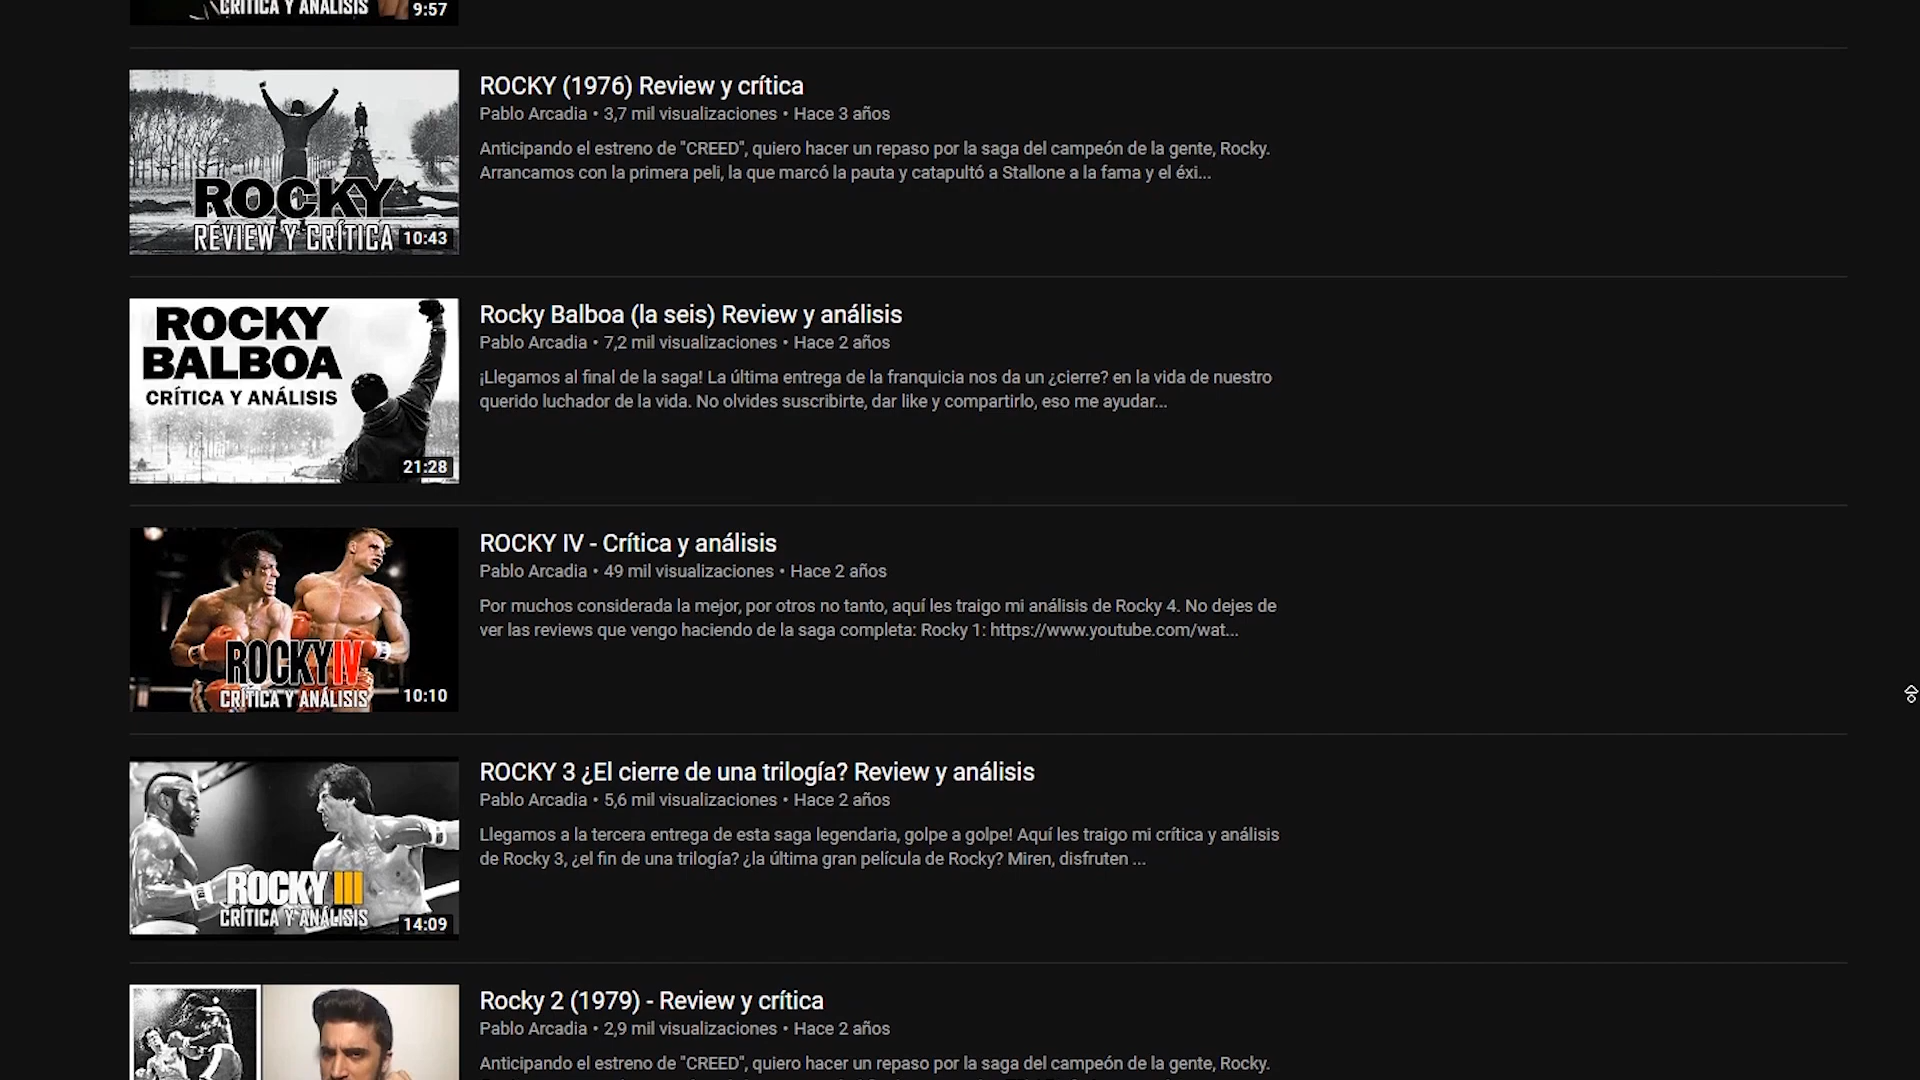 CRÍTICA Y ANÁLISIS
9:57
ROCKY
REVIEW Y CRÍTICA
10:43
ROCKY (1976) Review y crítica
Pablo Arcadia • 3,7 mil visualizaciones • Hace 3 años
Anticipando el estreno de "CREED", quiero hacer un repaso por la saga del campeón de la gente, Rocky.
Arrancamos con la primera peli, la que marcó la pauta y catapultó a Stallone a la fama y el éxi...
ROCKY
BALBOA
CRÍTICA Y ANÁLISIS
21:28
Rocky Balboa (la seis) Review y análisis
Pablo Arcadia • 7,2 mil visualizaciones • Hace 2 años
¡Llegamos al final de la saga! La última entrega de la franquicia nos da un ¿cierre? en la vida de nuestro
querido luchador de la vida. No olvides suscribirte, dar like y compartirlo, eso me ayudar...
ROCKY IV
CRÍTICA Y ANÁLISIS
10:10
ROCKY IV - Crítica y análisis
Pablo Arcadia • 49 mil visualizaciones • Hace 2 años
Por muchos considerada la mejor, por otros no tanto, aquí les traigo mi análisis de Rocky 4. No dejes de
ver las reviews que vengo haciendo de la saga completa: Rocky 1: https://www.youtube.com/wat...
ROCKY III
CRÍTICA Y ANÁLISIS
14:09
ROCKY 3 ¿El cierre de una trilogía? Review y análisis
Pablo Arcadia • 5,6 mil visualizaciones • Hace 2 años
Llegamos a la tercera entrega de esta saga legendaria, golpe a golpe! Aquí les traigo mi crítica y análisis
de Rocky 3, ¿el fin de una trilogía? ¿la última gran película de Rocky? Miren, disfruten ...
Rocky 2 (1979) - Review y crítica
Pablo Arcadia • 2,9 mil visualizaciones • Hace 2 años
Anticipando el estreno de "CREED", quiero hacer un repaso por la saga del campeón de la gente, Rocky.